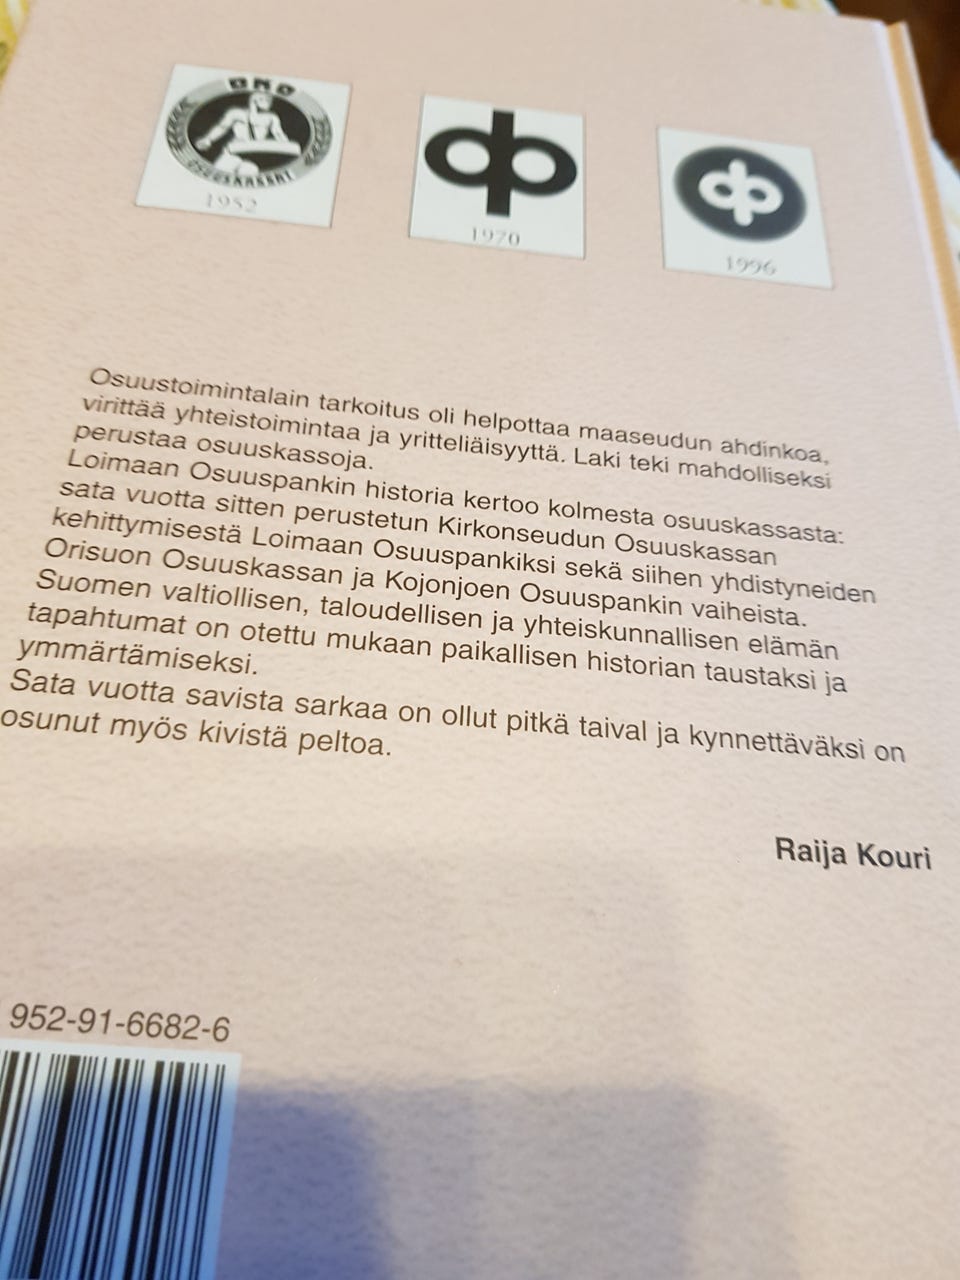 OMO
OSUUSKASSAT
1952
1970
1996
Osuustoimintalain tarkoitus oli helpottaa maaseudun ahdinkoa,
virittää yhteistoimintaa ja yritteliäisyyttä. Laki teki mahdolliseksi
perustaa osuuskassoja.
Loimaan Osuuspankin historia kertoo kolmesta osuuskassasta:
sata vuotta sitten perustetun Kirkonseudun Osuuskassan
kehittymisestä Loimaan Osuuspankiksi sekä siihen yhdistyneiden
Orisuon Osuuskassan ja Kojonjoen Osuuspankin vaiheista.
Suomen valtiollisen, taloudellisen ja yhteiskunnallisen elämän
tapahtumat on otettu mukaan paikallisen historian taustaksi ja
ymmärtämiseksi.
Sata vuotta savista sarkaa on ollut pitkä taival ja kynnettäväksi on
osunut myös kivistä peltoa.
Raija Kouri
952-91-6682-6